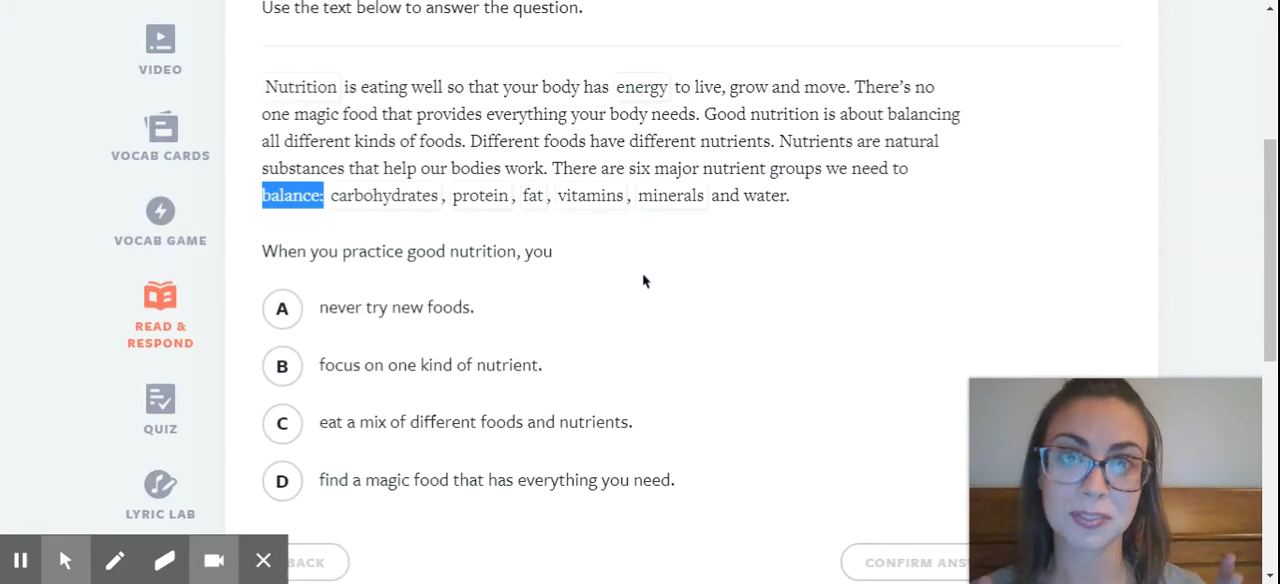 Use the text below to answer the question.
VIDEO
VOCAB CARDS
VOCAB GAME
READ &
RESPOND
QUIZ
LYRIC LAB
Nutrition is eating well so that your body has energy to live, grow and move. There's no
one magic food that provides everything your body needs. Good nutrition is about balancing
all different kinds of foods. Different foods have different nutrients. Nutrients are natural
substances that help our bodies work. There are six major nutrient groups we need to
balance: carbohydrates, protein, fat, vitamins, minerals and water.
When you practice good nutrition, you
A never try new foods.
B focus on one kind of nutrient.
C eat a mix of different foods and nutrients.
D find a magic food that has everything you need.
BACK
CONFIRM